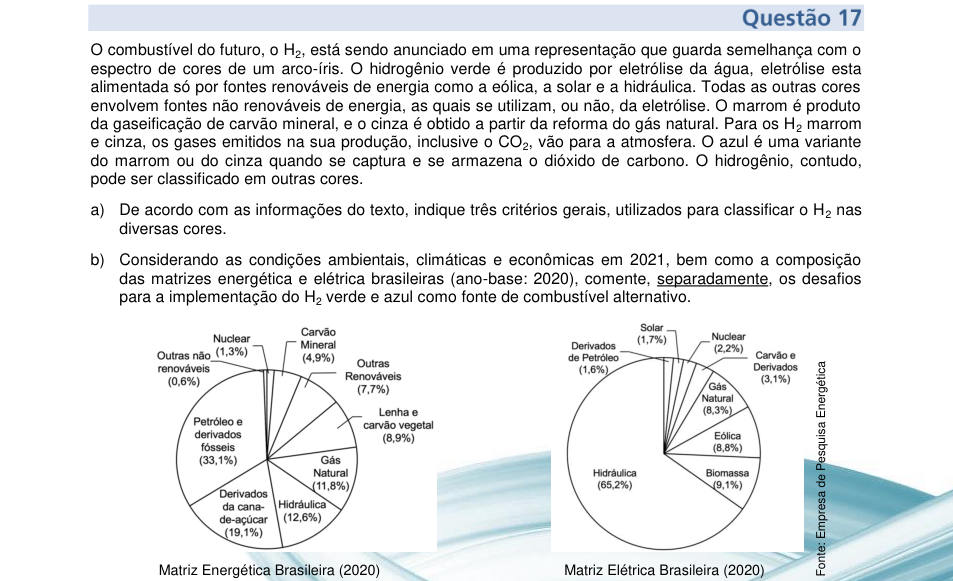 Questão 17
O combustível do futuro, o H₂, está sendo anunciado em uma representação que guarda semelhança com o
espectro de cores de um arco-íris. O hidrogênio verde é produzido por eletrólise da água, eletrólise esta
alimentada só por fontes renováveis de energia como a eólica, a solar e a hidráulica. Todas as outras cores
envolvem fontes não renováveis de energia, as quais se utilizam, ou não, da eletrólise. O marrom é produto
da gaseificação de carvão mineral, e o cinza é obtido a partir da reforma do gás natural. Para os H₂ marrom
e cinza, os gases emitidos na sua produção, inclusive o CO₂, vão para a atmosfera. O azul é uma variante
do marrom ou do cinza quando se captura e se armazena o dióxido de carbono. O hidrogênio, contudo,
pode ser classificado em outras cores.
a) De acordo com as informações do texto, indique três critérios gerais, utilizados para classificar o H₂ nas
diversas cores.
b) Considerando as condições ambientais, climáticas e econômicas em 2021, bem como a composição
das matrizes energética e elétrica brasileiras (ano-base: 2020), comente, separadamente, os desafios
para a implementação do H₂ verde e azul como fonte de combustível alternativo.
Nuclear
(1,3%)
Carvão
Mineral
(4,9%)
Outras não
renováveis
(0,6%)
Outras
Renováveis
(7,7%)
Lenha e
carvão vegetal
(8,9%)
Petróleo e
derivados
fósseis
(33,1%)
Gás
Natural
(11,8%)
Derivados
da cana-
de-açúcar
(19,1%)
Hidráulica
(12,6%)
Matriz Energética Brasileira (2020)
Solar
(1,7%)
Derivados
de Petróleo
(1,6%)
Nuclear
(2,2%)
Carvão e
Derivados
(3,1%)
Gás
Natural
(8,3%)
Eólica
(8,8%)
Hidráulica
(65,2%)
Biomassa
(9,1%)
Matriz Elétrica Brasileira (2020)
Fonte: Empresa de Pesquisa Energética